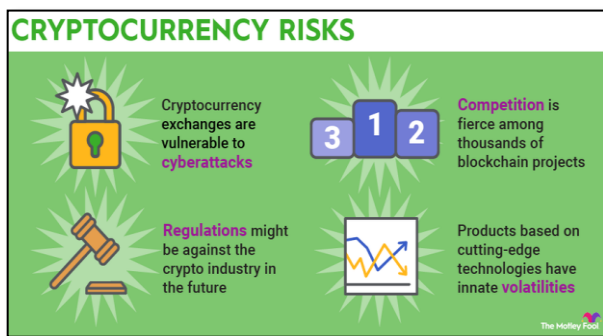 CRYPTOCURRENCY RISKS
Cryptocurrency
exchanges are
vulnerable to
cyberattacks
3 1 2
Competition is
fierce among
thousands of
blockchain projects
Regulations might
be against the
crypto industry in
the future
Products based on
cutting-edge
technologies have
innate volatilities
The Motley Fool